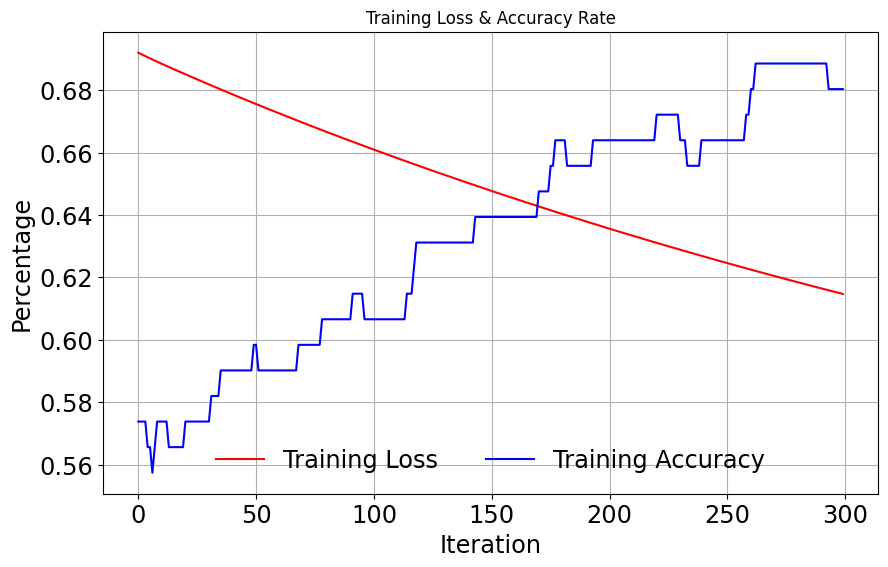 Training Loss & Accuracy Rate
Percentage
0.68
0.66
0.64
0.62
0.60
0.58
0.56
Training Loss
Training Accuracy
0 50 100 150 200 250 300
Iteration